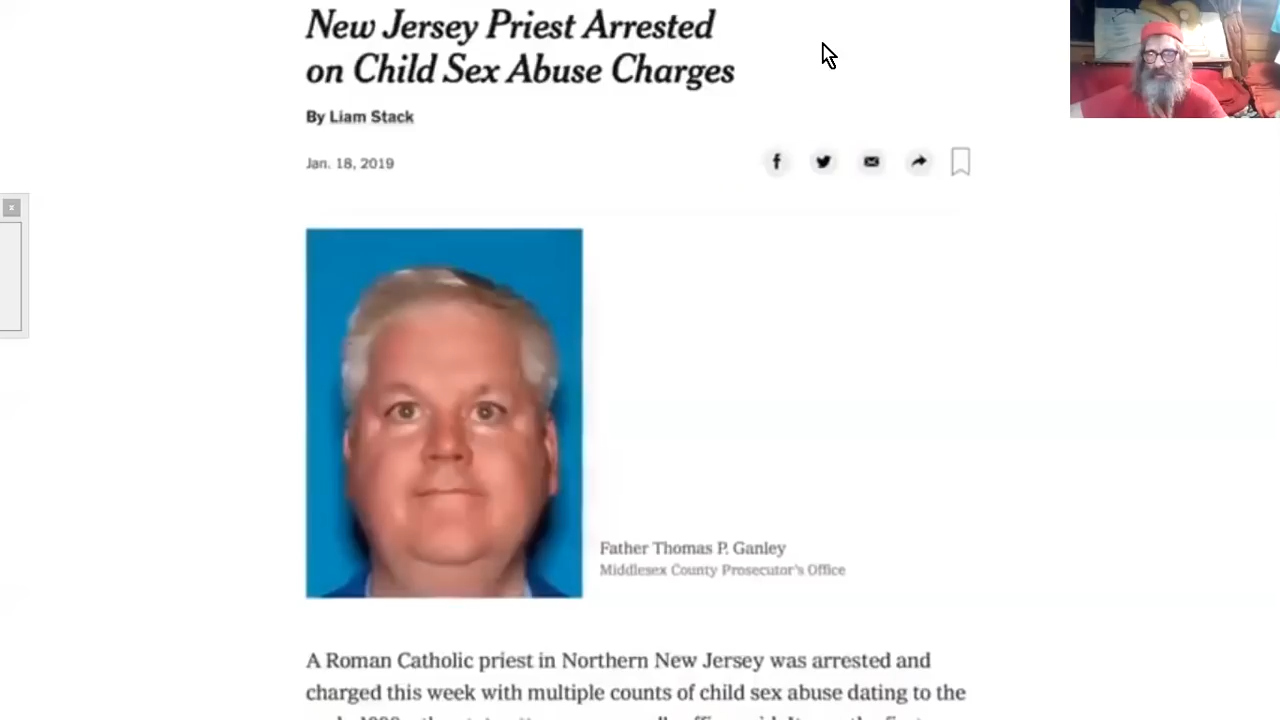 New Jersey Priest Arrested
on Child Sex Abuse Charges
By Liam Stack
Jan. 18, 2019
Father Thomas P. Ganley
Middlesex County Prosecutor's Office
A Roman Catholic priest in Northern New Jersey was arrested and
charged this week with multiple counts of child sex abuse dating to the